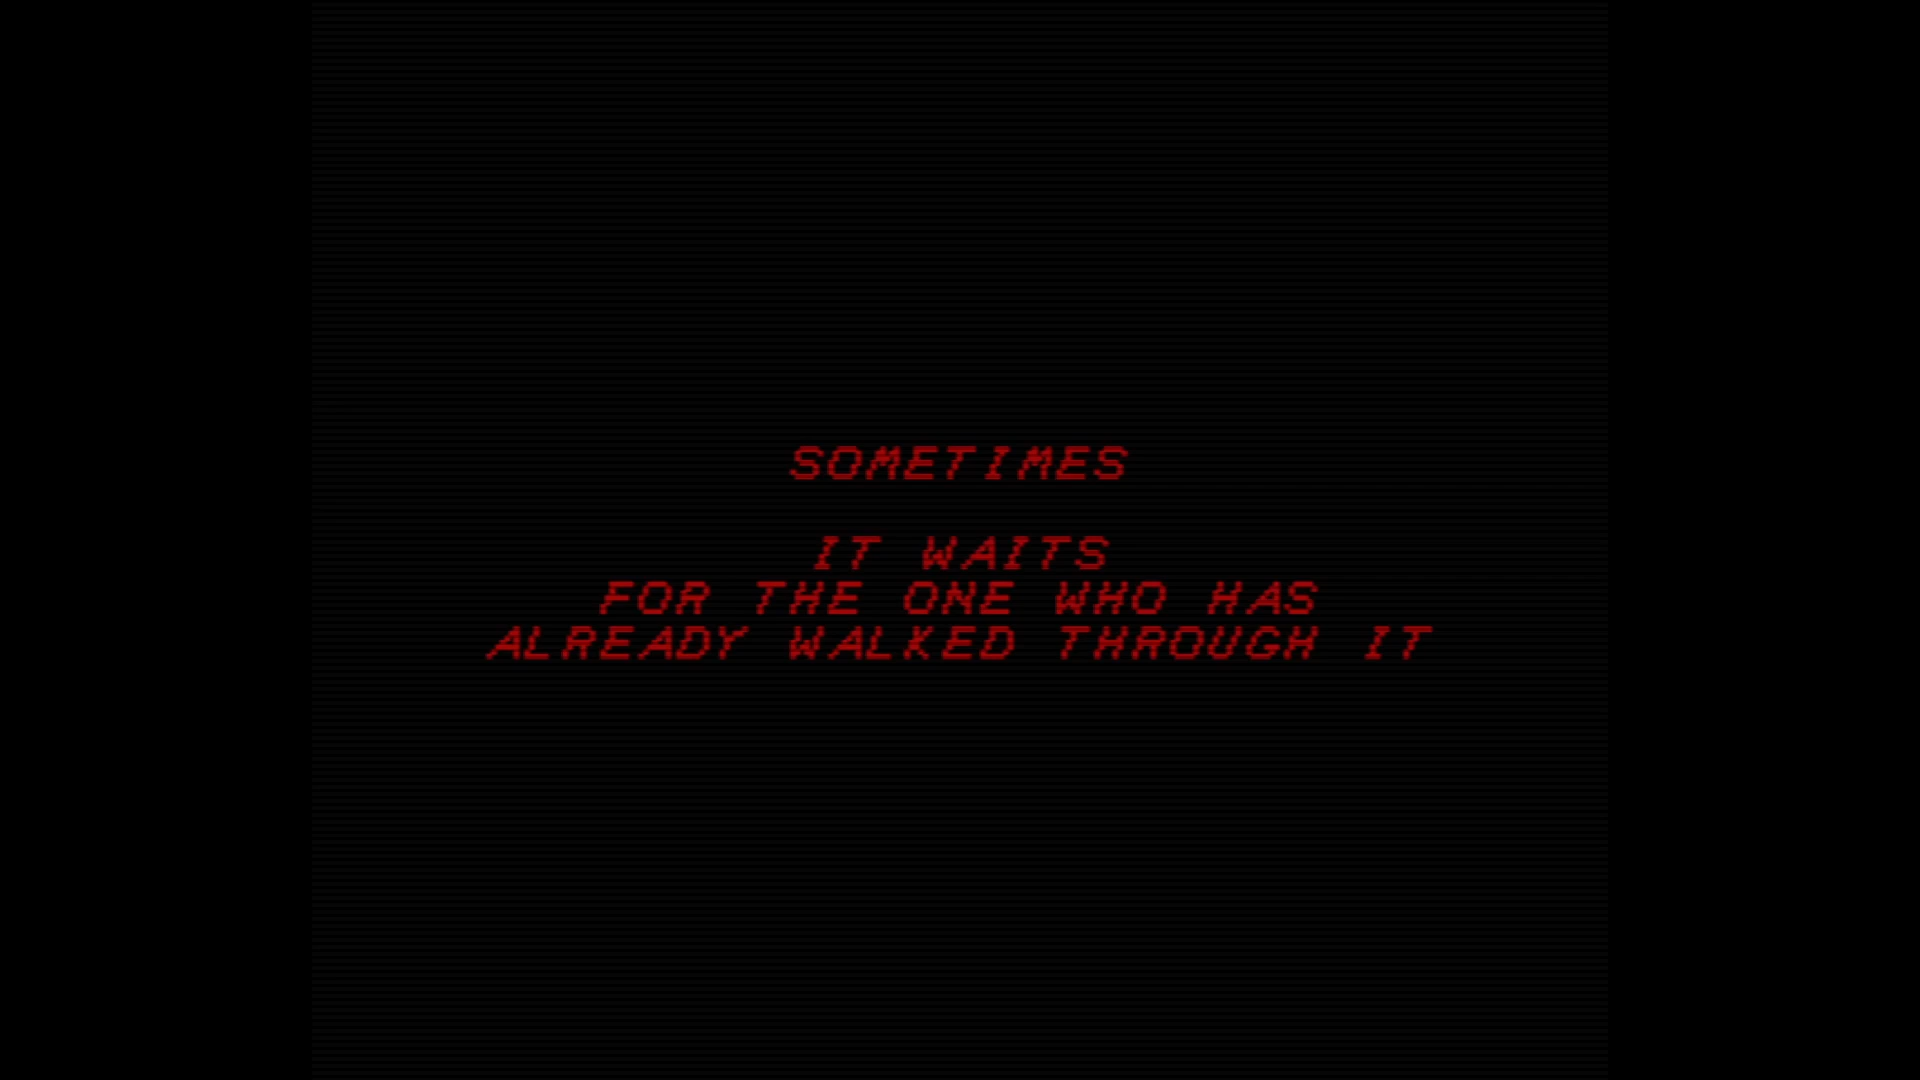 SOMETIMES
IT WAITS
FOR THE ONE WHO HAS
ALREADY WALKED THROUGH IT